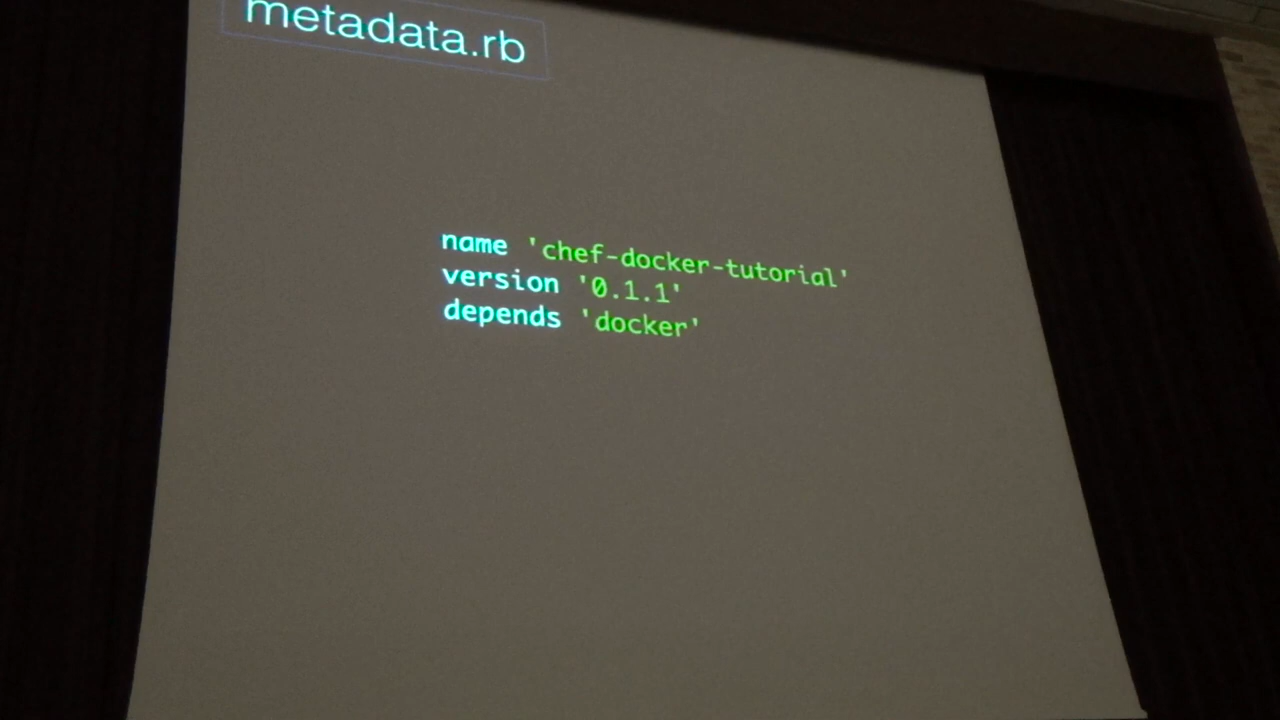 metadata.rb
name 'chef-docker-tutorial'
version '0.1.1'
depends 'docker'